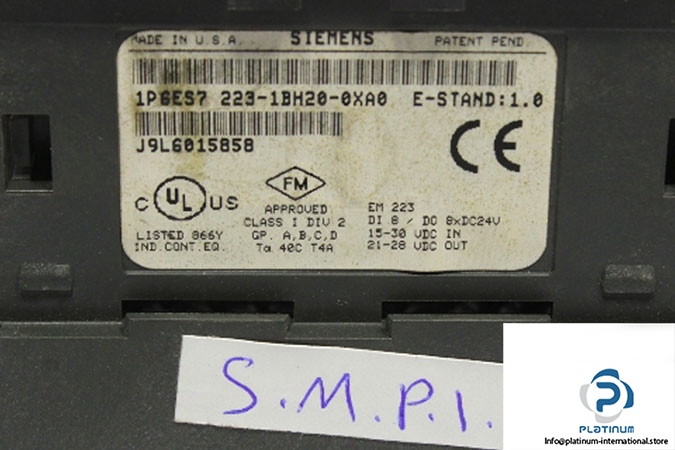 MADE IN U.S.A. SIEMENS PATENT PEND.
1P6ES7 223-1BH20-0XA0 E-STAND:1.0
J9L6015858
CE
C UL US
LISTED 866Y
IND.CONT.EQ.
FM
APPROVED
CLASS I DIV 2
GP. A,B,C,D
Ta 40C T4A
EM 223
DI 8 / DO 8xDC24V
15-30 VDC IN
21-28 VDC OUT
S.M.P.I.
PLATINUM
Info@platinum-international.store